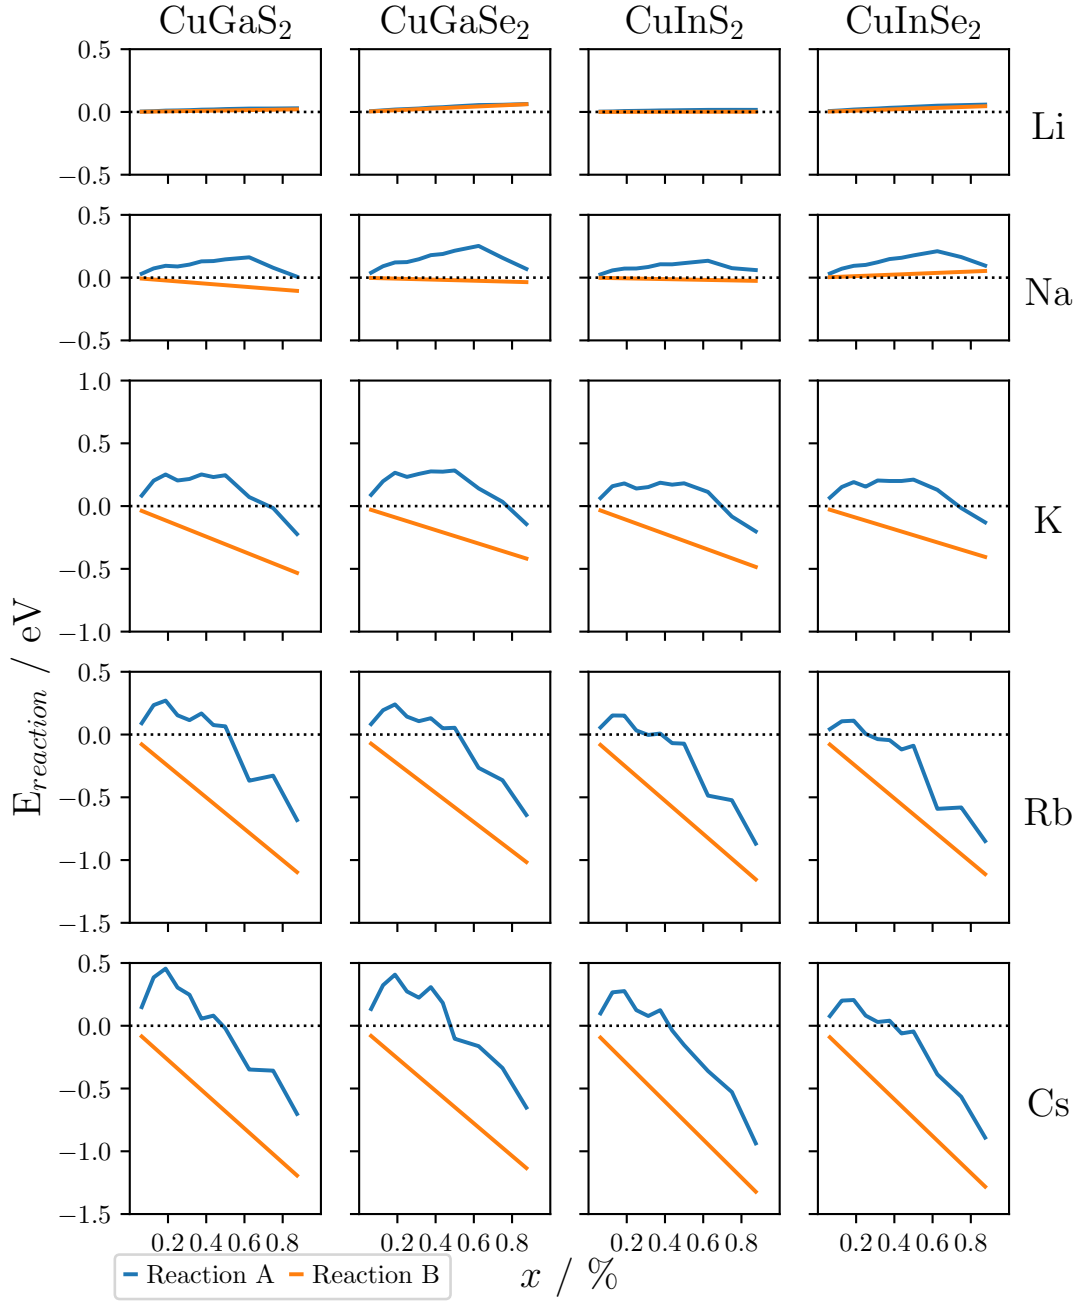 CuGaS2 CuGaSe2 CuInS2 CuInSe2
0.5
0.0
−0.5
Li
0.5
0.0
−0.5
Na
1.0
0.5
0.0
−0.5
−1.0
K
E_reaction / eV
0.5
0.0
−0.5
−1.0
−1.5
Rb
0.5
0.0
−0.5
−1.0
−1.5
Cs
0.2 0.4 0.6 0.8 0.2 0.4 0.6 0.8 0.2 0.4 0.6 0.8 0.2 0.4 0.6 0.8
Reaction A Reaction B
x / %